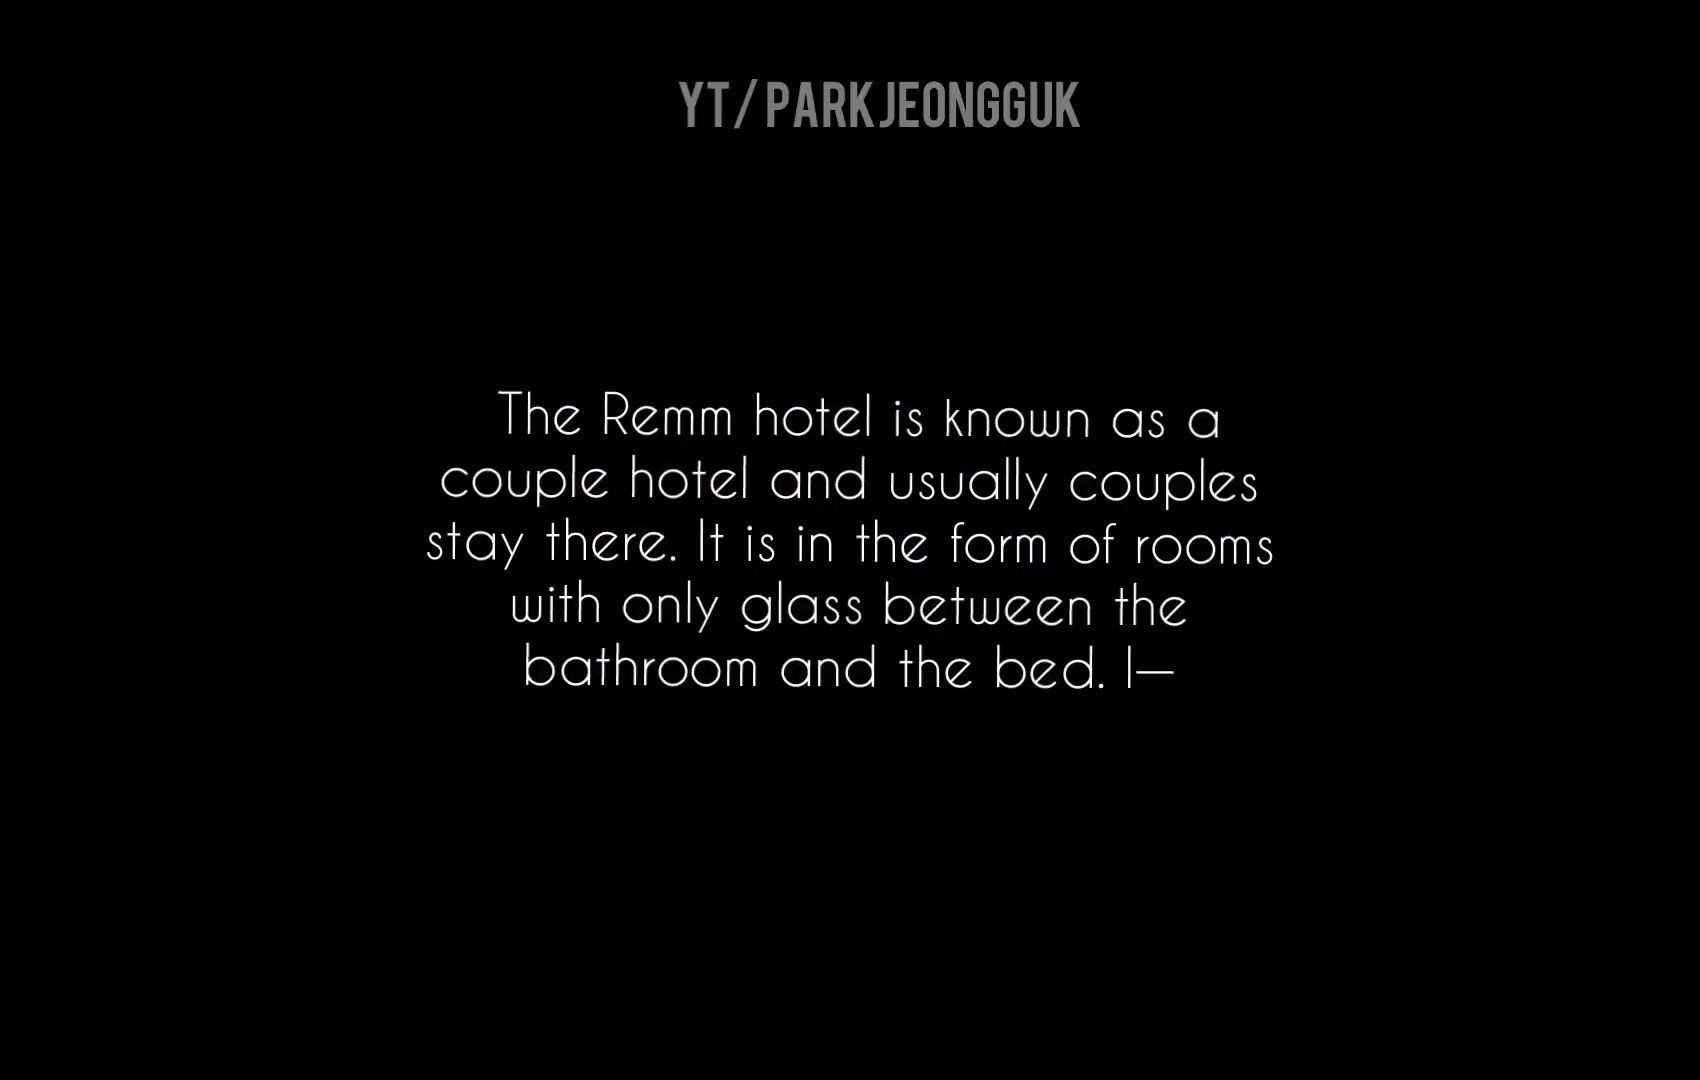 YT/PARKJEONGGUK
The Remm hotel is known as a
couple hotel and usually couples
stay there. It is in the form of rooms
with only glass between the
bathroom and the bed. I—